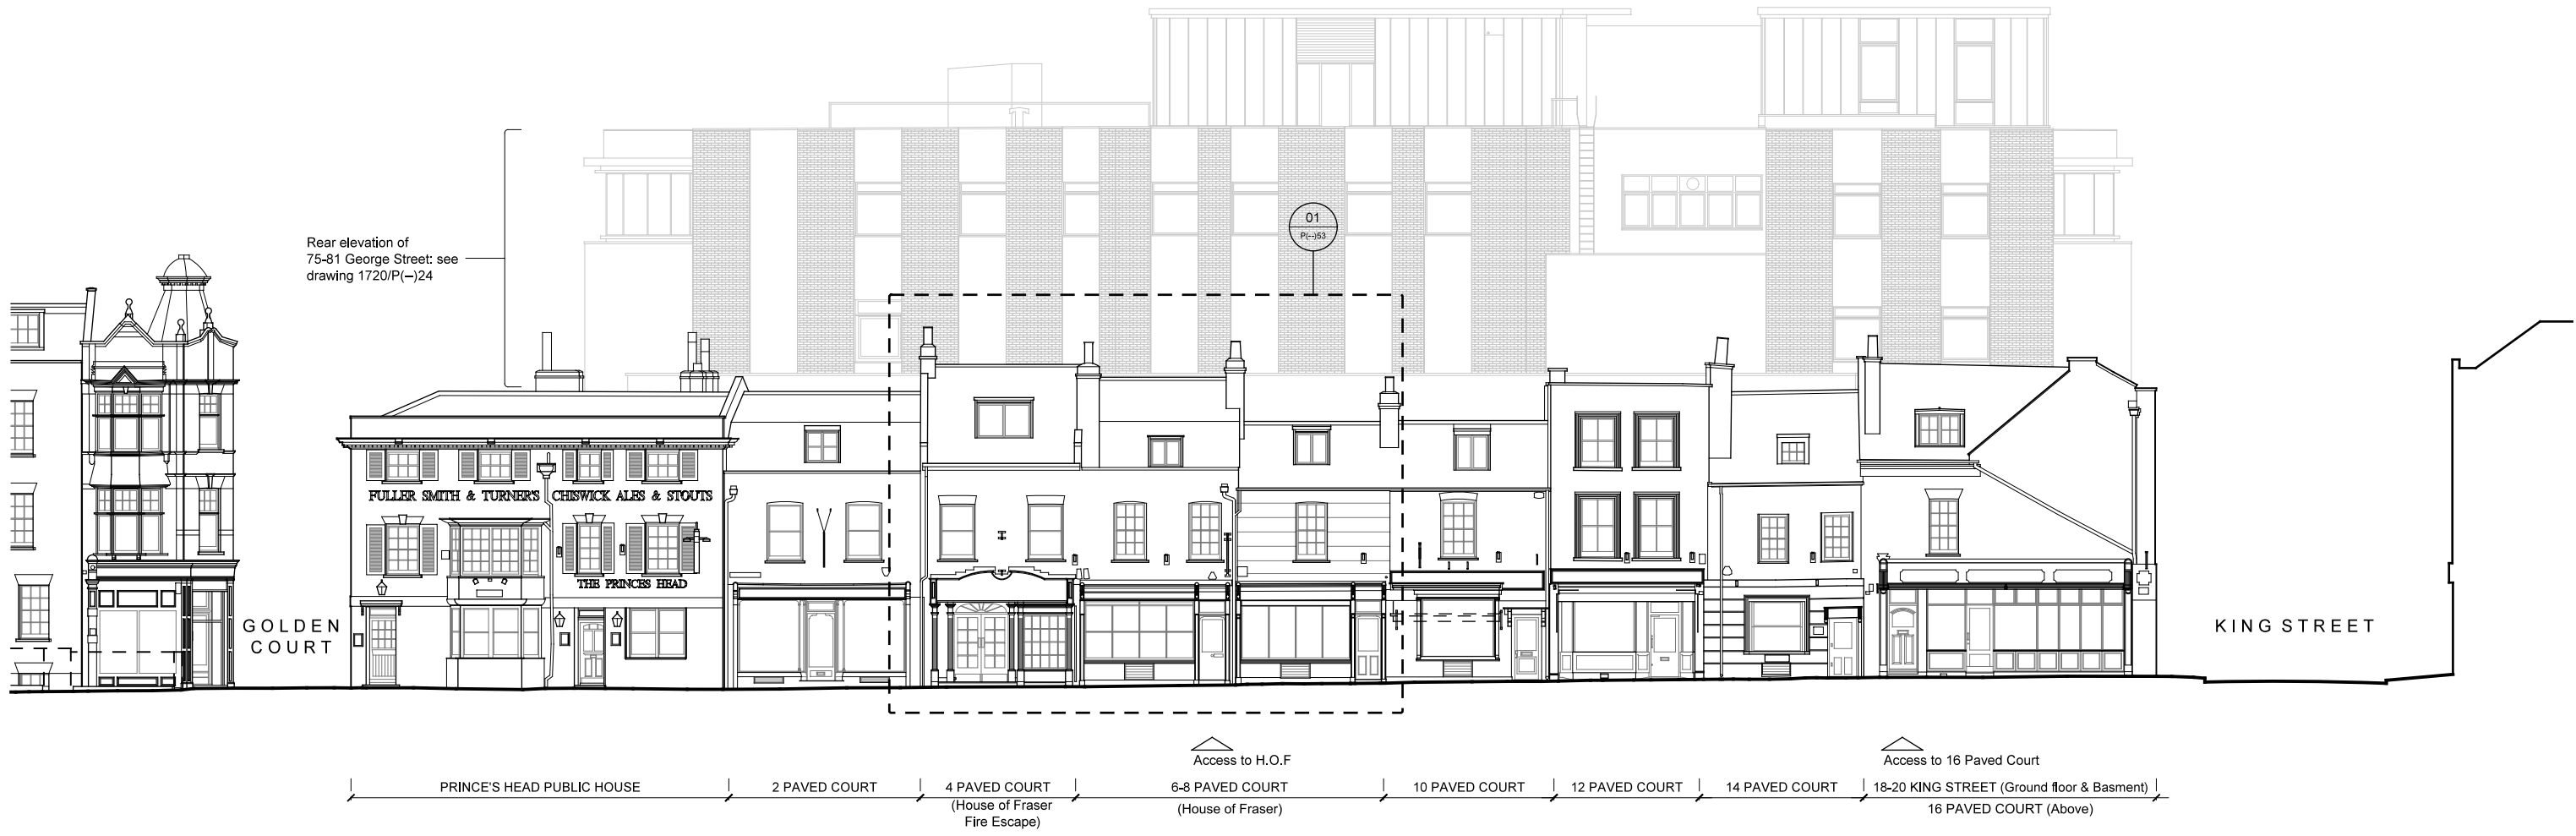 01
P(--)53
Rear elevation of
75-81 George Street: see
drawing 1720/P(--)24
FULLER SMITH & TURNER'S CHISWICK ALES & STOUTS
THE PRINCES HEAD
GOLDEN
COURT
KING STREET
Access to H.O.F
Access to 16 Paved Court
PRINCE'S HEAD PUBLIC HOUSE
2 PAVED COURT
4 PAVED COURT
(House of Fraser
Fire Escape)
6-8 PAVED COURT
(House of Fraser)
10 PAVED COURT
12 PAVED COURT
14 PAVED COURT
18-20 KING STREET (Ground floor & Basment)
16 PAVED COURT (Above)